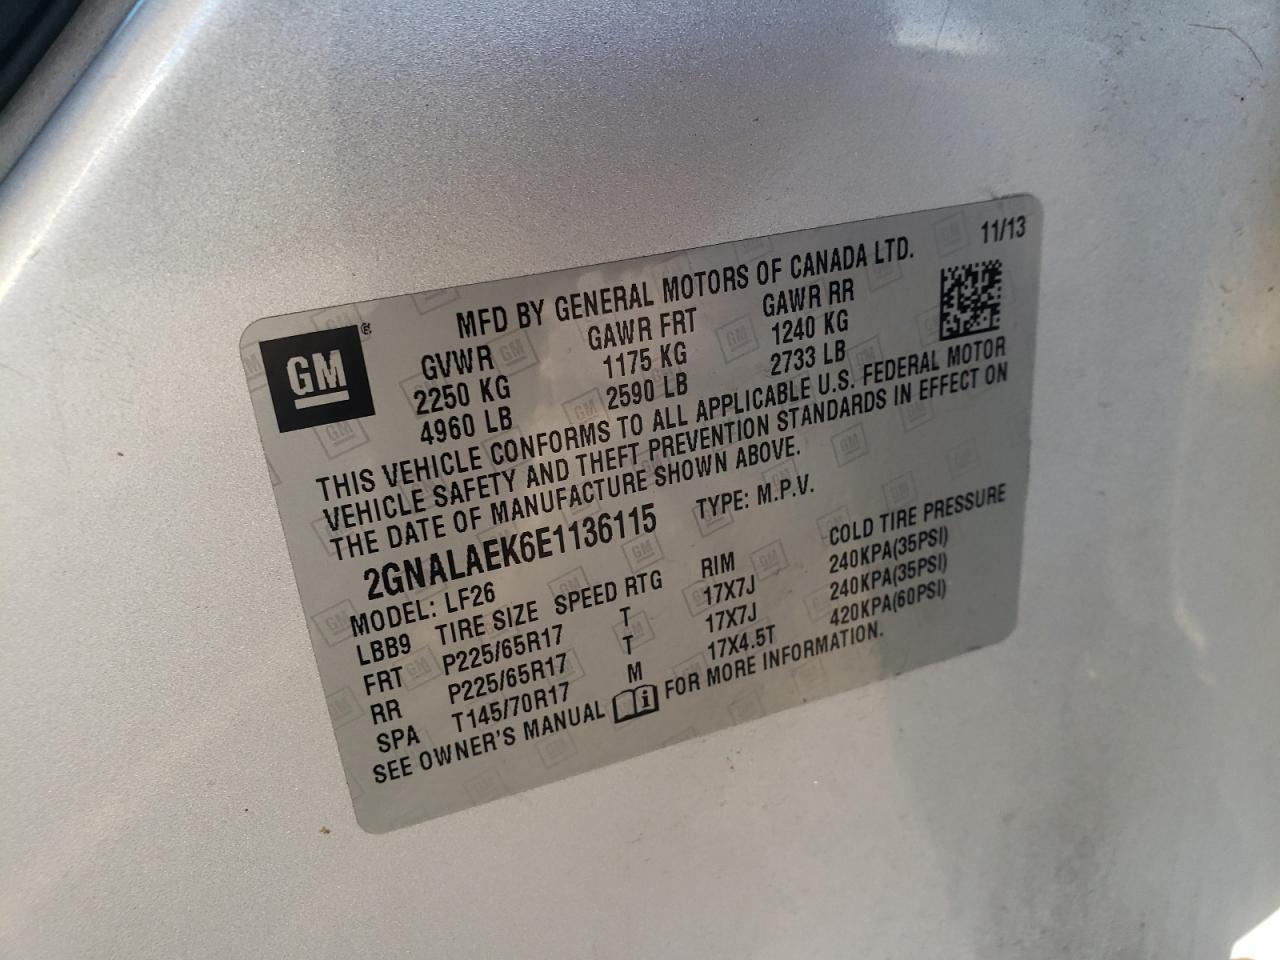 11/13
MFD BY GENERAL MOTORS OF CANADA LTD.
GM®
GVWR GAWR FRT GAWR RR
2250 KG 1175 KG 1240 KG
4960 LB 2590 LB 2733 LB
THIS VEHICLE CONFORMS TO ALL APPLICABLE U.S. FEDERAL MOTOR
VEHICLE SAFETY AND THEFT PREVENTION STANDARDS IN EFFECT ON
THE DATE OF MANUFACTURE SHOWN ABOVE.
2GNALAEK6E1136115 TYPE: M.P.V.
MODEL: LF26
LBB9 TIRE SIZE SPEED RTG RIM COLD TIRE PRESSURE
FRT P225/65R17 T 17X7J 240KPA(35PSI)
RR P225/65R17 T 17X7J 240KPA(35PSI)
SPA T145/70R17 M 17X4.5T 420KPA(60PSI)
SEE OWNER'S MANUAL FOR MORE INFORMATION.